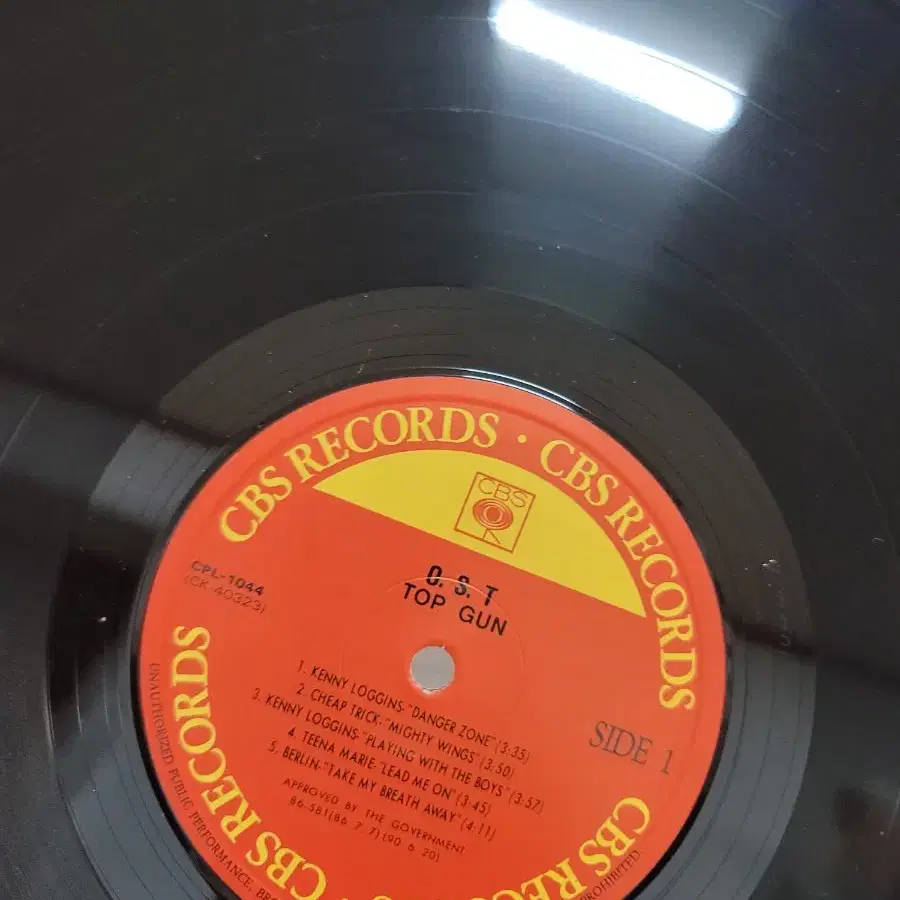 CBS RECORDS · CBS RECORDS
CBS
CPL-1044
(CK-40323)
O. S. T
TOP GUN
SIDE 1
1. KENNY LOGGINS-"DANGER ZONE" (3:35)
2. CHEAP TRICK-"MIGHTY WINGS" (3:50)
3. KENNY LOGGINS-"PLAYING WITH THE BOYS" (3:57)
4. TEENA MARIE-"LEAD ME ON" (3:45)
5. BERLIN-"TAKE MY BREATH AWAY" (4:11)
APPROVED BY THE GOVERNMENT
86-581(86. 7. 7)(90. 6. 20)
CBS RECORDS
CBS
CBS RECO
UNAUTHORIZED PUBLIC PERFORMANCE,
PROHIBITED